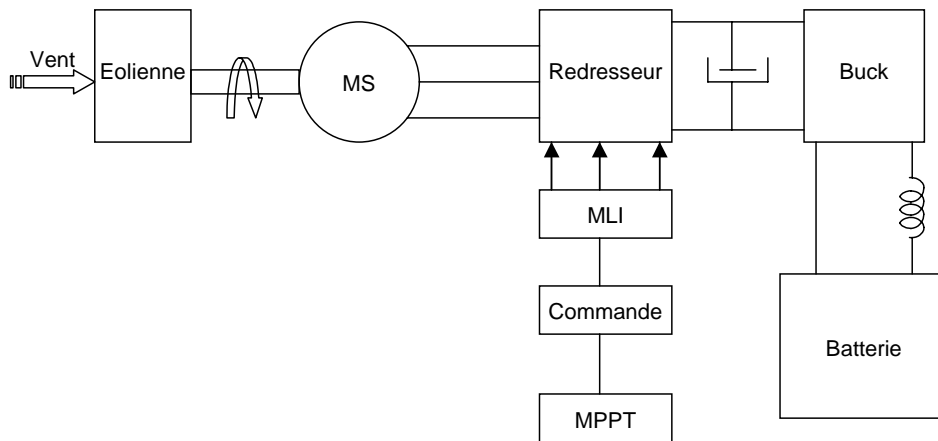 Vent
Eolienne
MS
Redresseur
Buck
MLI
Commande
Batterie
MPPT